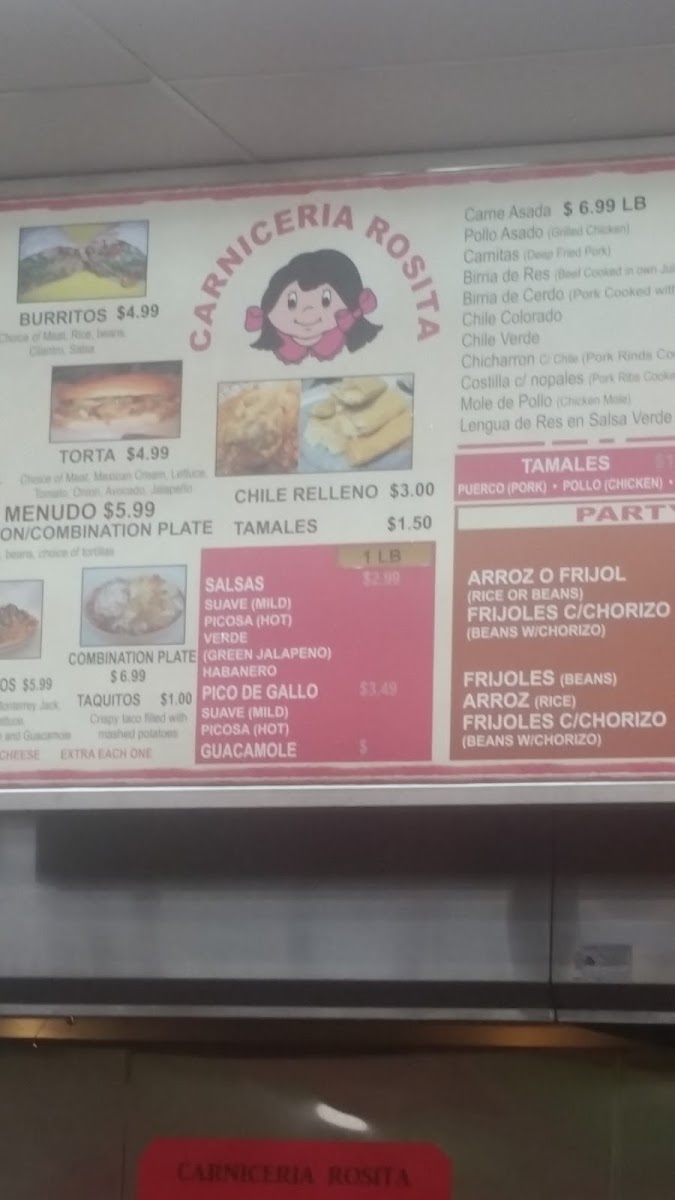 CARNICERIA ROSITA
BURRITOS $4.99
Choice of Meat, Rice, beans,
Cilantro, Salsa
TORTA $4.99
Choice of Meat, Mexican Cream, Lettuce,
Tomato, Onion, Avocado, Jalapeño
MENUDO $5.99
ON/COMBINATION PLATE
beans, choice of tortillas
CHILE RELLENO $3.00
TAMALES $1.50
OS $5.99
Monterrey Jack,
and Guacamole
CHEESE EXTRA EACH ONE
COMBINATION PLATE
$6.99
TAQUITOS $1.00
Crispy taco filled with
mashed potatoes
1 LB
SALSAS $2.99
SUAVE (MILD)
PICOSA (HOT)
VERDE
(GREEN JALAPENO)
HABANERO
PICO DE GALLO $3.49
SUAVE (MILD)
PICOSA (HOT)
GUACAMOLE $
Carne Asada $ 6.99 LB
Pollo Asado (Grilled Chicken)
Carnitas (Deep Fried Pork)
Birria de Res (Beef Cooked in own
Birria de Cerdo (Pork Cooked with
Chile Colorado
Chile Verde
Chicharron C/ Chile (Pork Rinds
Costilla c/ nopales (Pork Ribs
Mole de Pollo (Chicken Mole)
Lengua de Res en Salsa Verde
TAMALES
PUERCO (PORK) • POLLO (CHICKEN) •
PARTY
ARROZ O FRIJOL
(RICE OR BEANS)
FRIJOLES C/CHORIZO
(BEANS W/CHORIZO)
FRIJOLES (BEANS)
ARROZ (RICE)
FRIJOLES C/CHORIZO
(BEANS W/CHORIZO)
CARNICERIA ROSITA